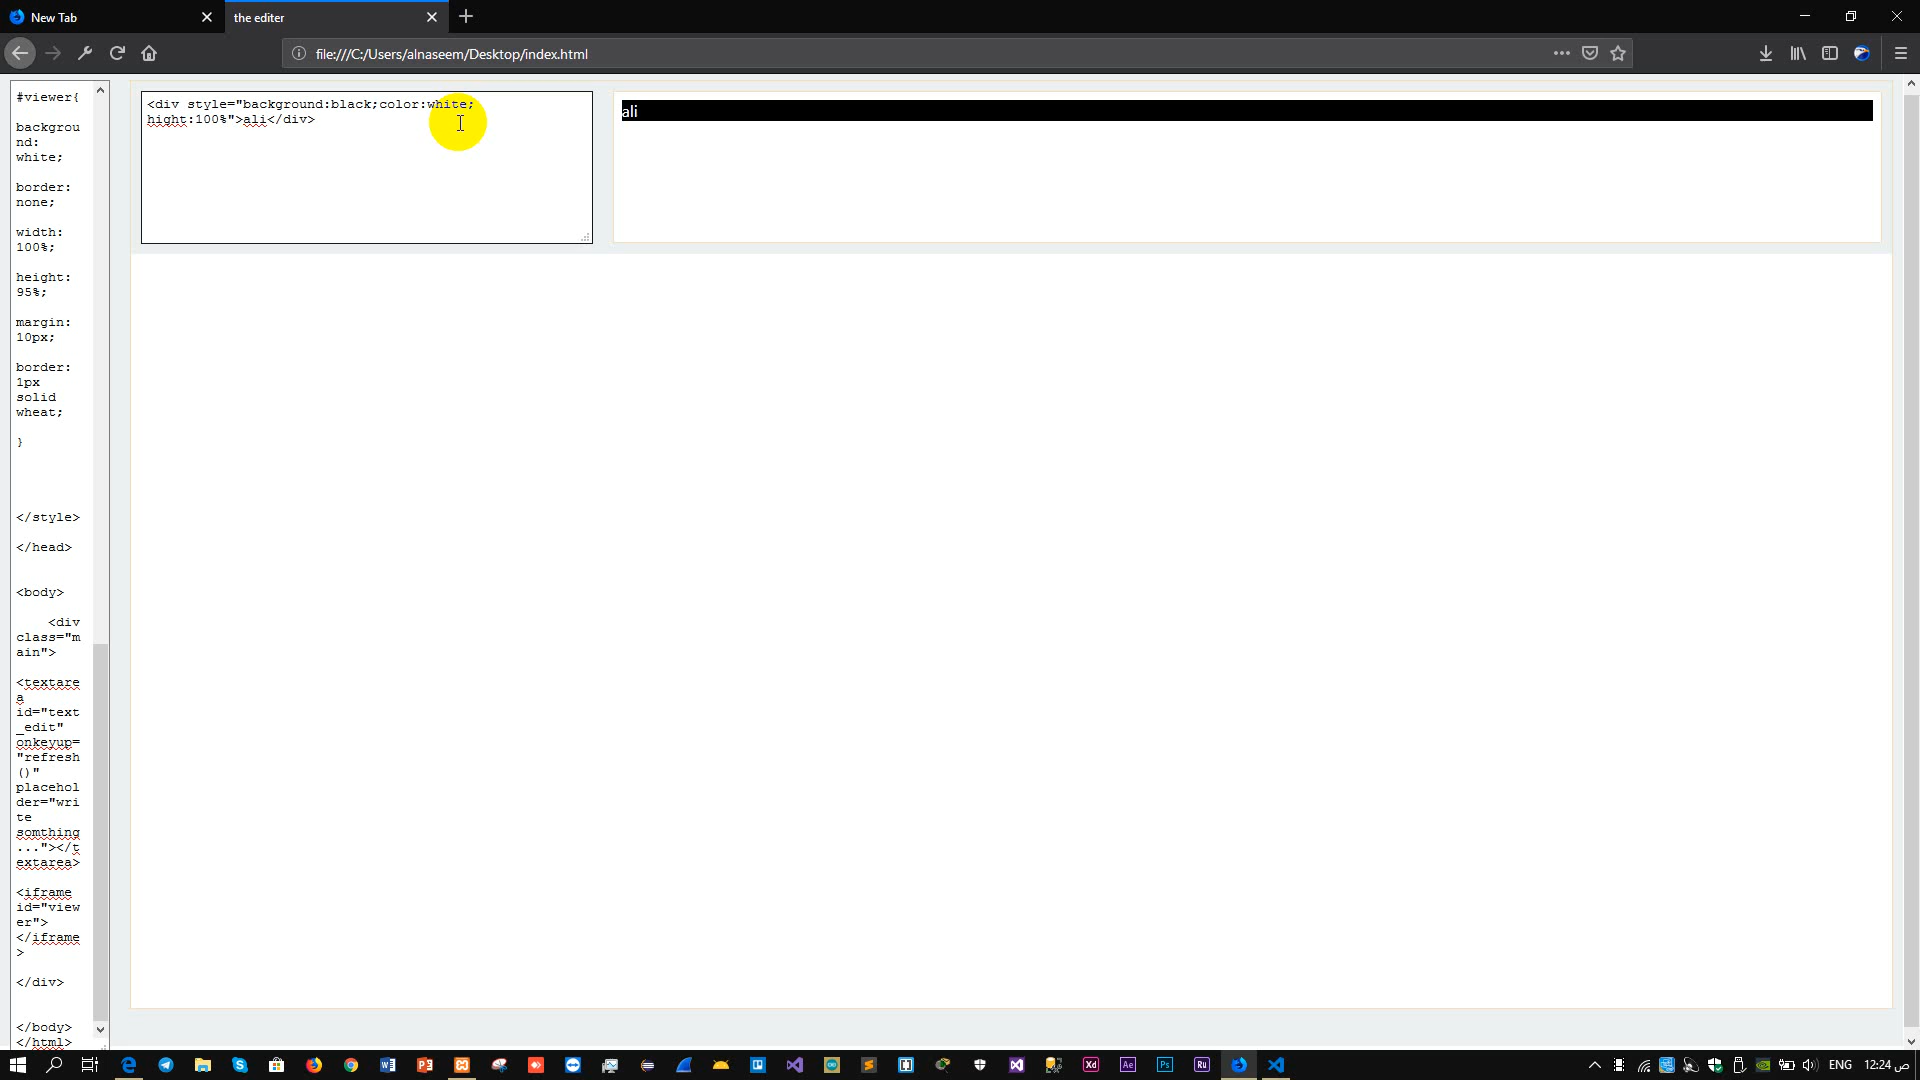 New Tab
the editer
file:///C:/Users/alnaseem/Desktop/index.html
#viewer{
backgrou
nd:
white;
border:
none;
width:
100%;
height:
95%;
margin:
10px;
border:
1px
solid
wheat;
}
</style>
</head>
<body>
<div
class="m
ain">
<textare
a
id="text
_edit"
onkeyup=
"refresh
()"
placehol
der="wri
te
somthing
..."></t
extarea>
<iframe
id="view
er">
</iframe
>
</div>
</body>
</html>
<div style="background:black;color:white;
hight:100%">ali</div>
ali
ENG
12:24 ص